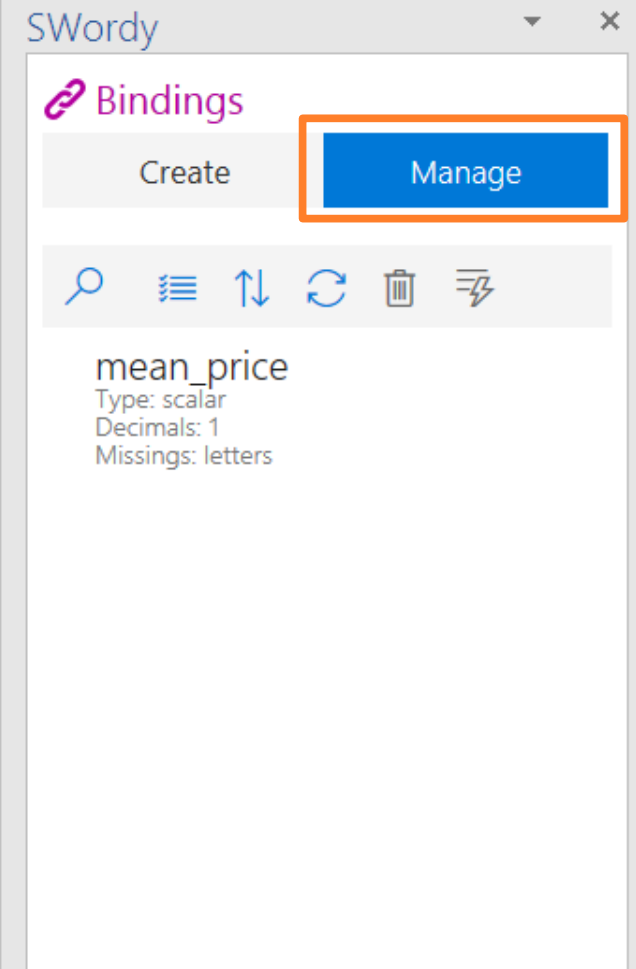 SWordy
Bindings
Create Manage
mean_price
Type: scalar
Decimals: 1
Missings: letters